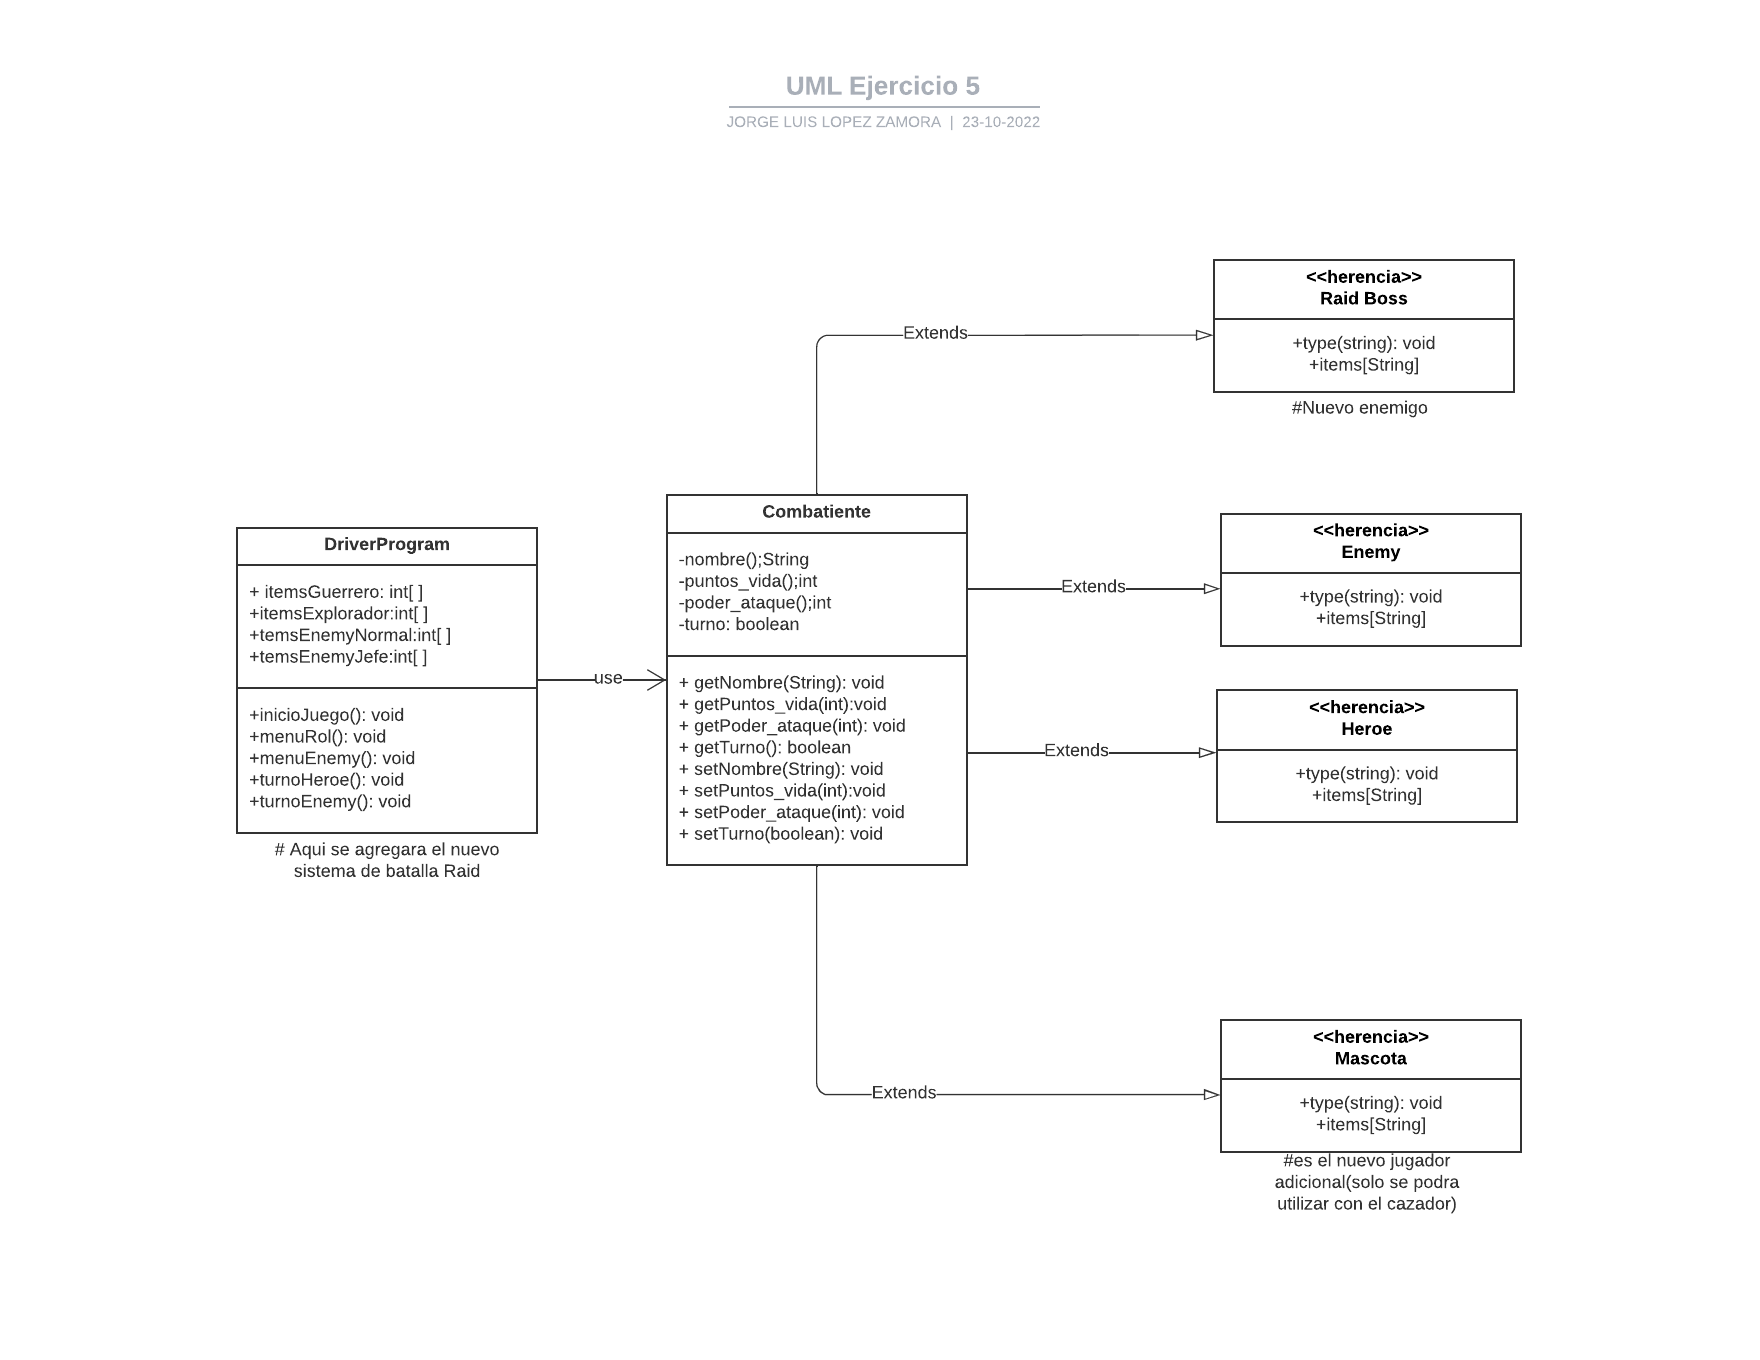 UML Ejercicio 5
JORGE LUIS LOPEZ ZAMORA | 23-10-2022
<<herencia>>
Raid Boss
+type(string): void
+items[String]
#Nuevo enemigo
Extends
DriverProgram
+ itemsGuerrero: int[ ]
+itemsExplorador:int[ ]
+temsEnemyNormal:int[ ]
+temsEnemyJefe:int[ ]
+inicioJuego(): void
+menuRol(): void
+menuEnemy(): void
+turnoHeroe(): void
+turnoEnemy(): void
# Aqui se agregara el nuevo
sistema de batalla Raid
use
Combatiente
-nombre();String
-puntos_vida();int
-poder_ataque();int
-turno: boolean
+ getNombre(String): void
+ getPuntos_vida(int):void
+ getPoder_ataque(int): void
+ getTurno(): boolean
+ setNombre(String): void
+ setPuntos_vida(int):void
+ setPoder_ataque(int): void
+ setTurno(boolean): void
Extends
<<herencia>>
Enemy
+type(string): void
+items[String]
Extends
<<herencia>>
Heroe
+type(string): void
+items[String]
Extends
<<herencia>>
Mascota
+type(string): void
+items[String]
#es el nuevo jugador
adicional(solo se podra
utilizar con el cazador)